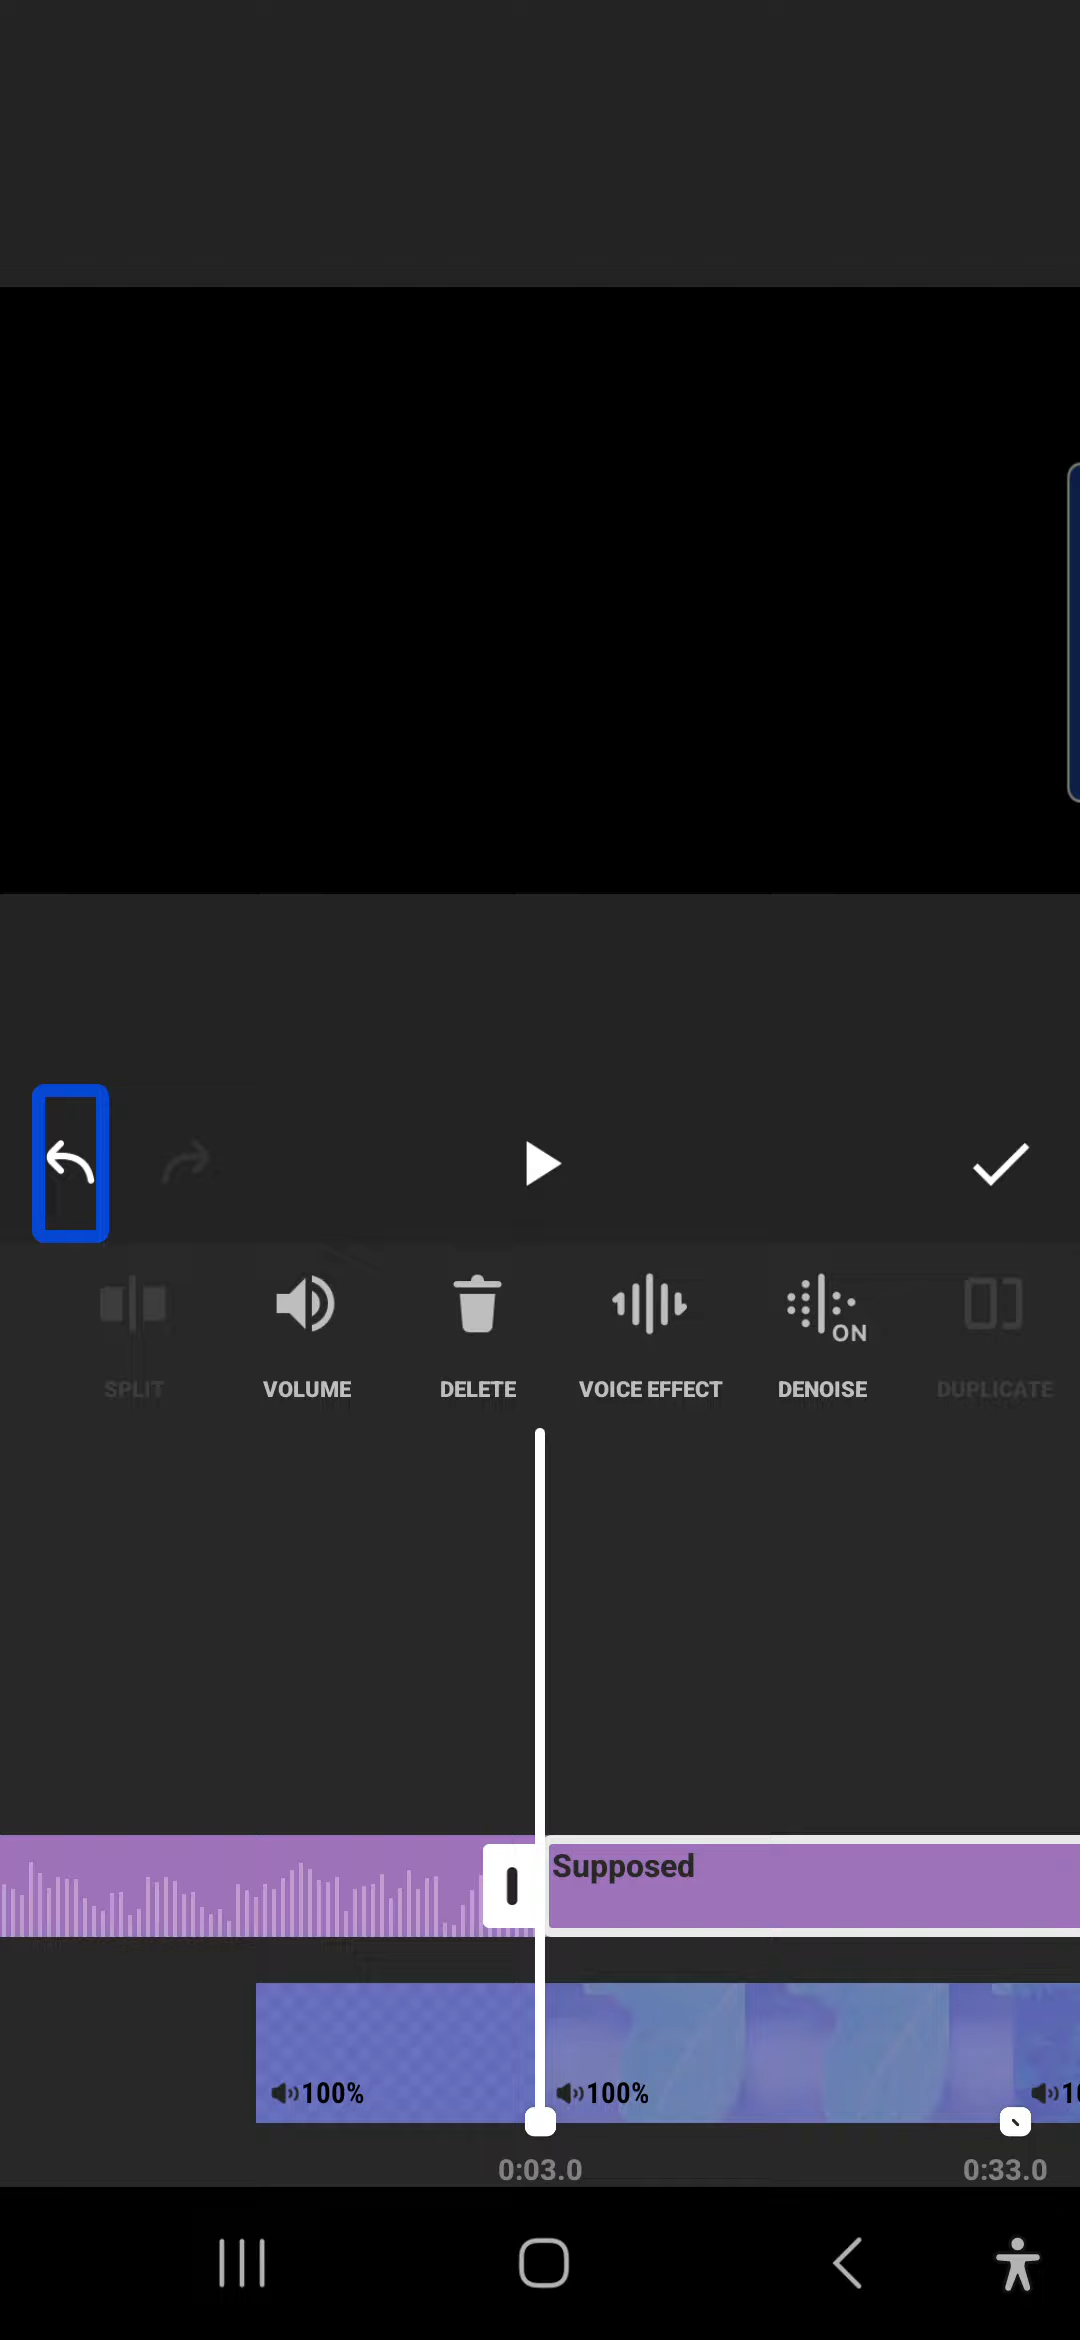 ON
SPLIT
VOLUME
DELETE
VOICE EFFECT
DENOISE
DUPLICATE
Supposed
100%
100%
0:03.0
0:33.0